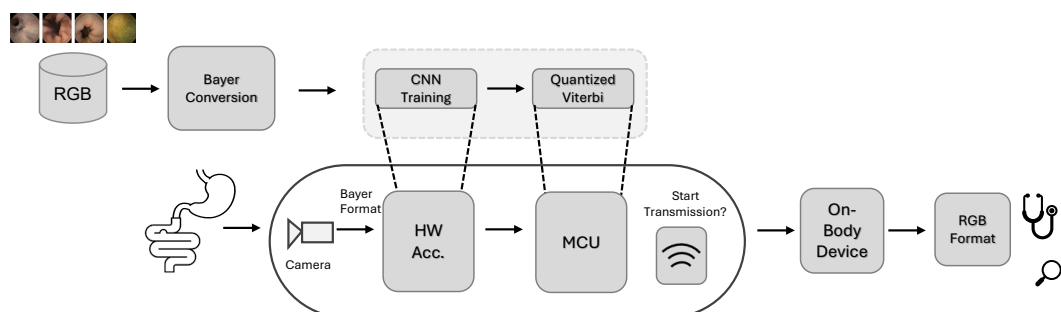 RGB
Bayer
Conversion
CNN
Training
Quantized
Viterbi
Bayer
Format
Camera
HW
Acc.
MCU
Start
Transmission?
On-
Body
Device
RGB
Format